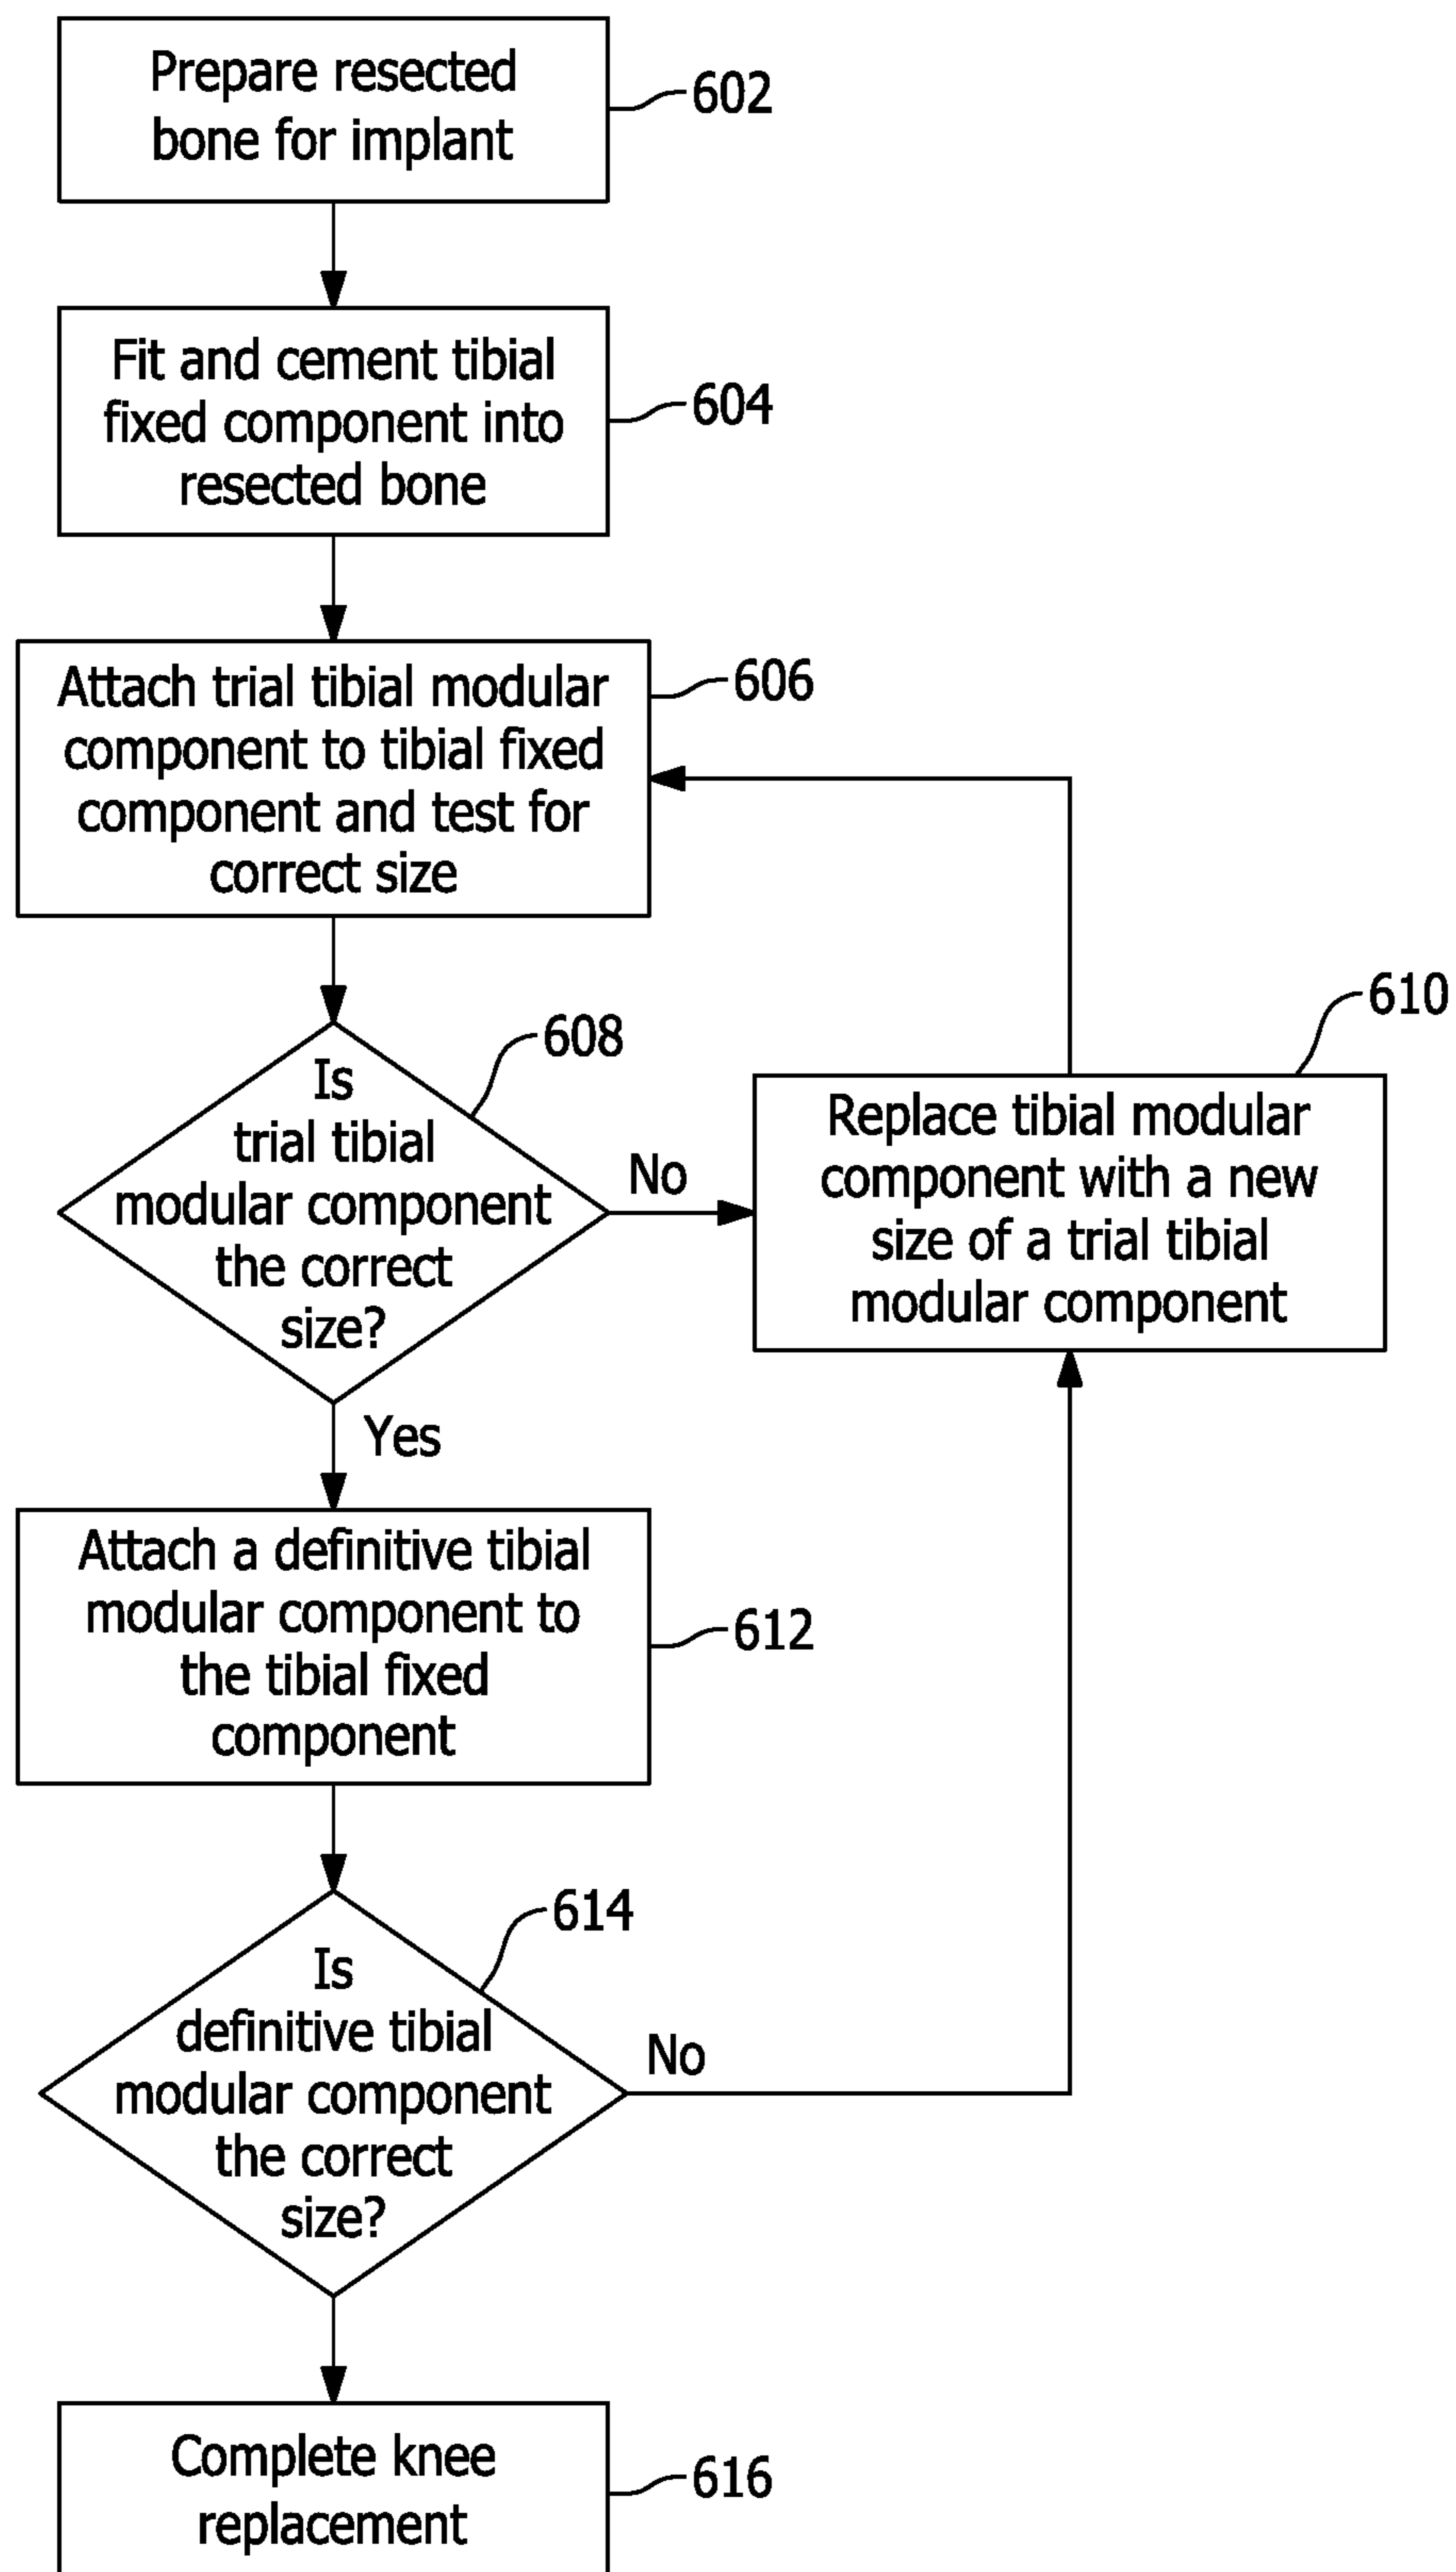 Prepare resected
bone for implant
602
Fit and cement tibial
fixed component into
resected bone
604
Attach trial tibial modular
component to tibial fixed
component and test for
correct size
606
Is
trial tibial
modular component
the correct
size?
608
No
Replace tibial modular
component with a new
size of a trial tibial
modular component
610
Yes
Attach a definitive tibial
modular component to
the tibial fixed
component
612
Is
definitive tibial
modular component
the correct
size?
614
No
Complete knee
replacement
616